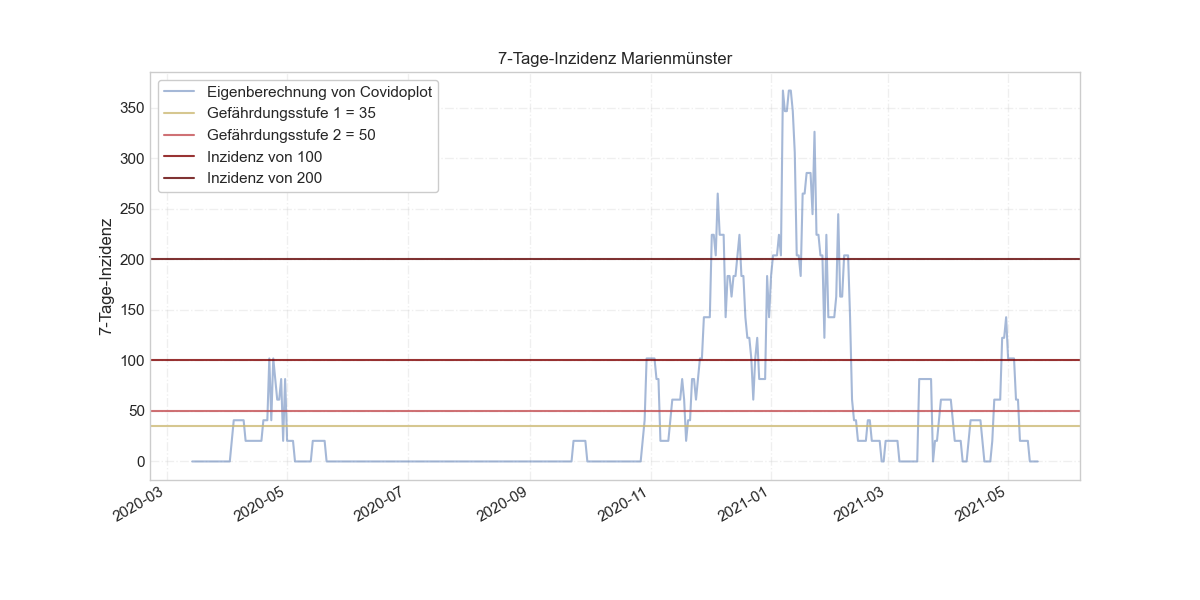 7-Tage-Inzidenz Marienmünster
Eigenberechnung von Covidoplot
Gefährdungsstufe 1 = 35
Gefährdungsstufe 2 = 50
Inzidenz von 100
Inzidenz von 200
7-Tage-Inzidenz
350
300
250
200
150
100
50
0
2020-03
2020-05
2020-07
2020-09
2020-11
2021-01
2021-03
2021-05